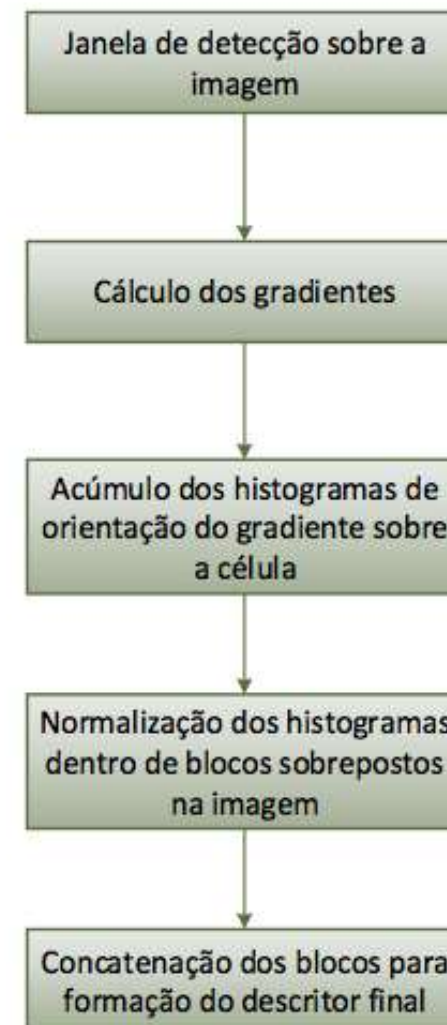 Janela de detecção sobre a
imagem
Cálculo dos gradientes
Acúmulo dos histogramas de
orientação do gradiente sobre
a célula
Normalização dos histogramas
dentro de blocos sobrepostos
na imagem
Concatenação dos blocos para
formação do descritor final